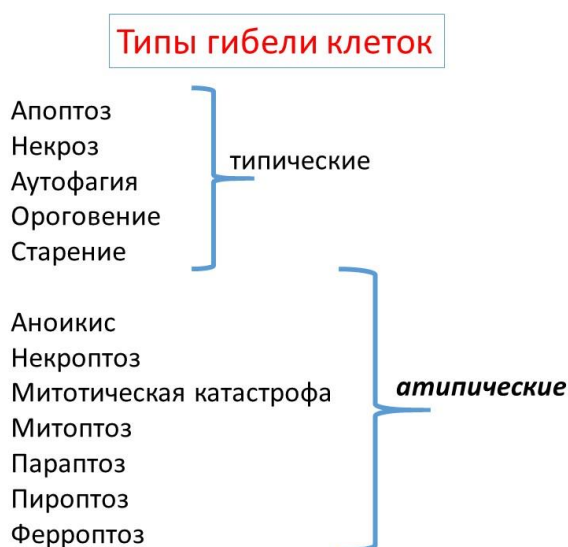 Типы гибели клеток
Апоптоз
Некроз
типические
Аутофагия
Ороговение
Старение
Аноикис
Некроптоз
Митотическая катастрофа
атипические
Митоптоз
Параптоз
Пироптоз
Ферроптоз